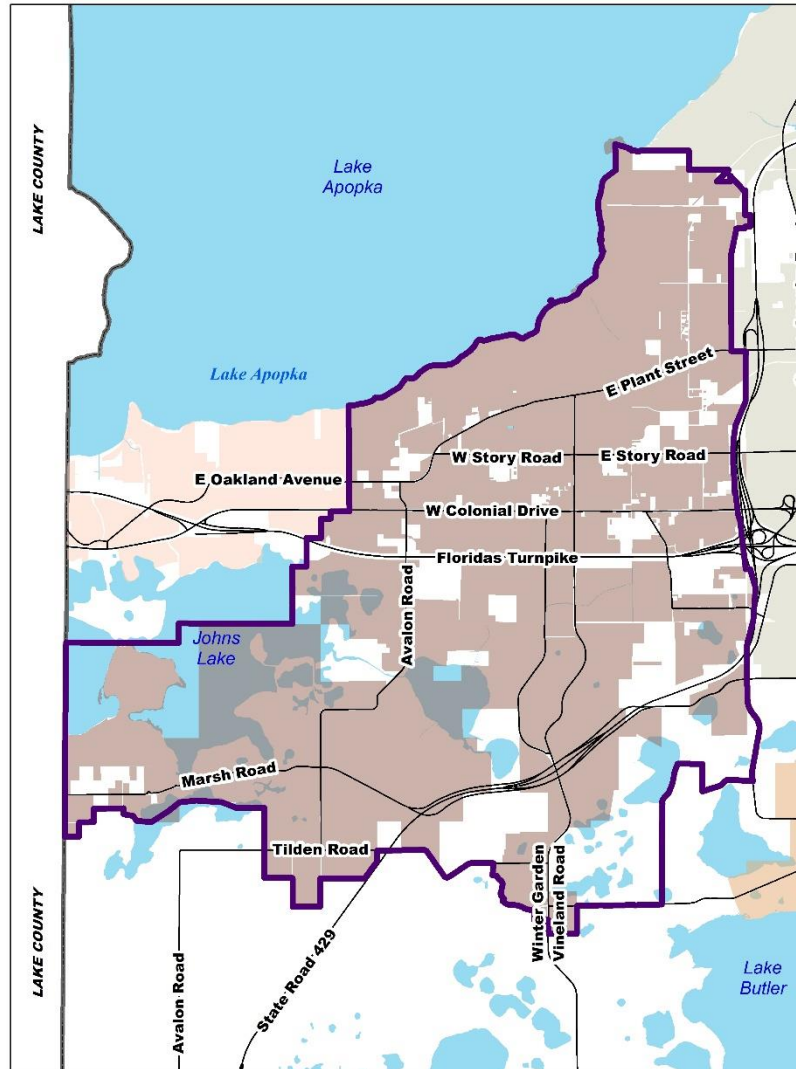 LAKE COUNTY
Lake
Apopka
Lake Apopka
E Plant Street
W Story Road
E Story Road
E Oakland Avenue
W Colonial Drive
Floridas Turnpike
Avalon Road
Johns
Lake
Marsh Road
Tilden Road
Winter Garden
Vineland Road
State Road 429
Avalon Road
LAKE COUNTY
Lake
Butler